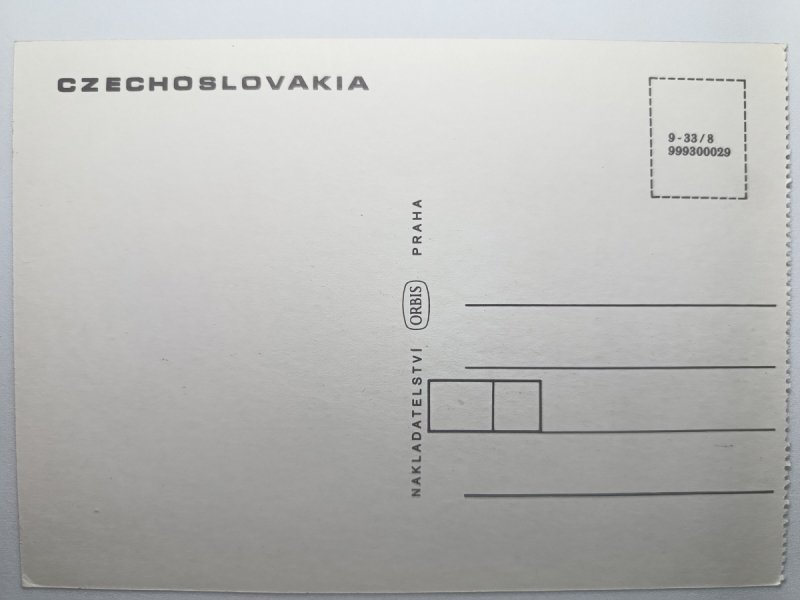 CZECHOSLOVAKIA
9-33/8
999300029
NAKLADATELSTVÍ ORBIS PRAHA